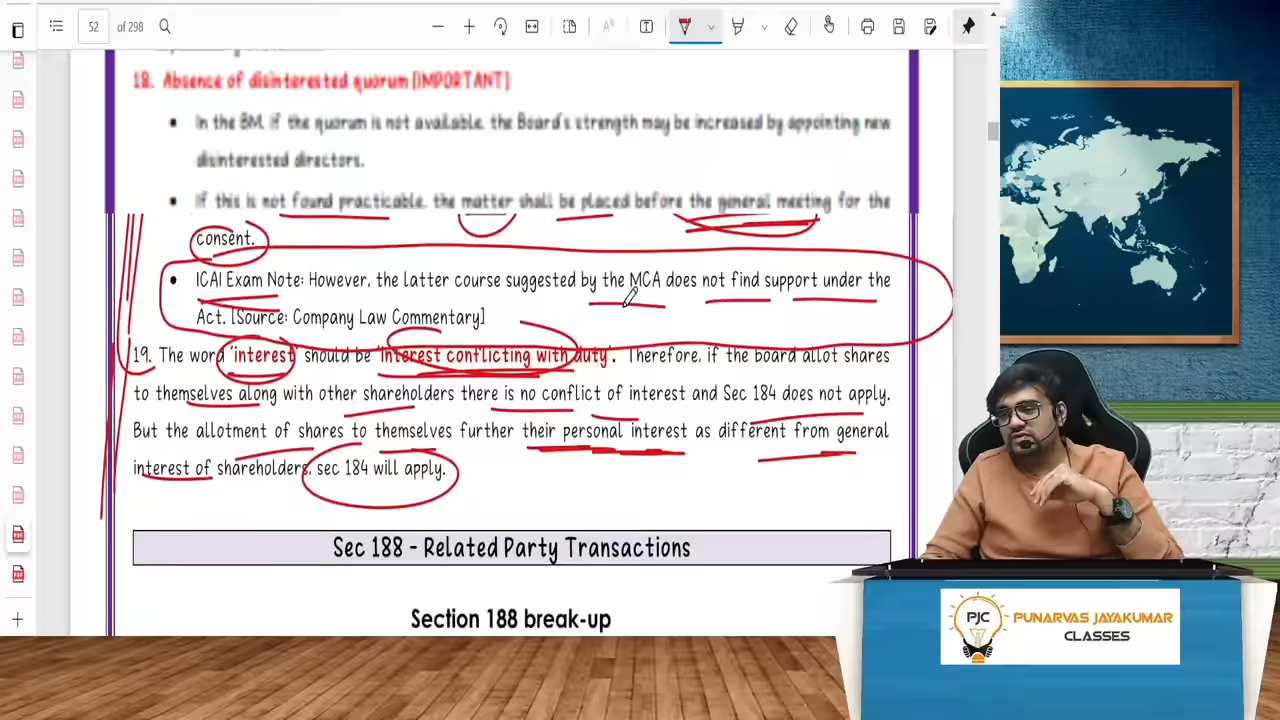 52 of 298
18. Absence of disinterested quorum [IMPORTANT]
• In the BM, if the quorum is not available, the Board's strength may be increased by appointing new
disinterested directors.
• If this is not found practicable, the matter shall be placed before the general meeting for the
consent.
• ICAI Exam Note: However, the latter course suggested by the MCA does not find support under the
Act. [Source: Company Law Commentary]
19. The word 'interest' should be 'interest conflicting with duty'. Therefore, if the board allot shares
to themselves along with other shareholders there is no conflict of interest and Sec 184 does not apply.
But the allotment of shares to themselves further their personal interest as different from general
interest of shareholders, sec 184 will apply.
Sec 188 - Related Party Transactions
Section 188 break-up
PJC
PUNARVAS JAYAKUMAR
CLASSES